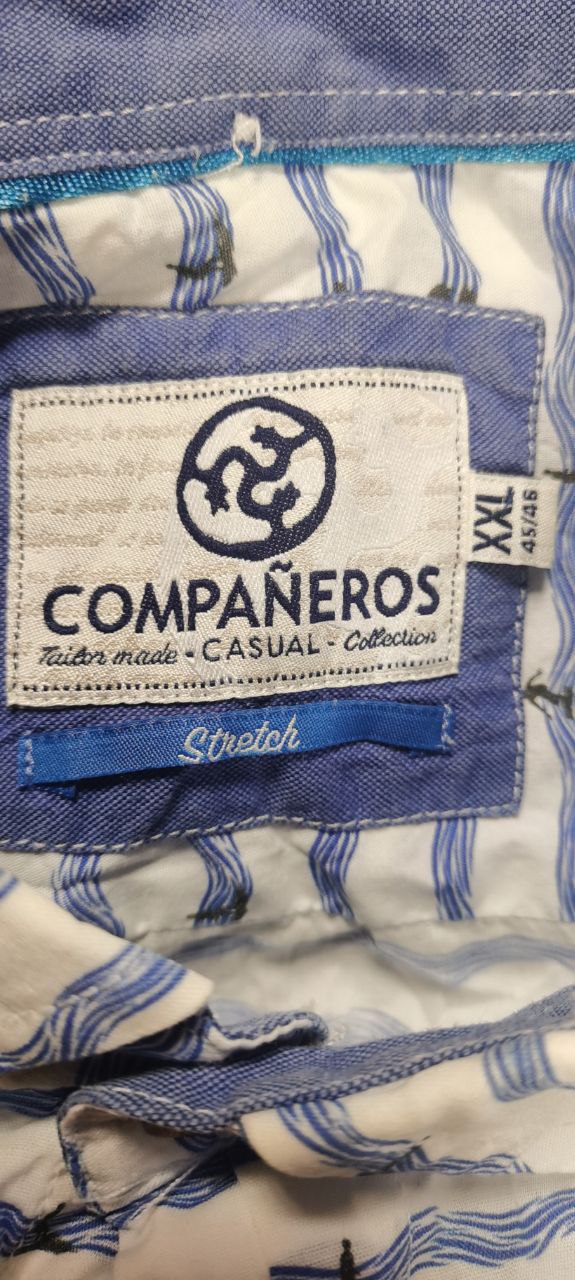 COMPAÑEROS
Tailor made - CASUAL - Collection
Stretch
XXL
45/46